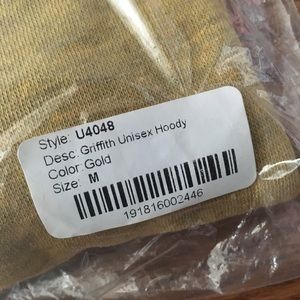 Style: U4048
Desc: Griffith Unisex Hoody
Color: Gold
Size: M
191816002446